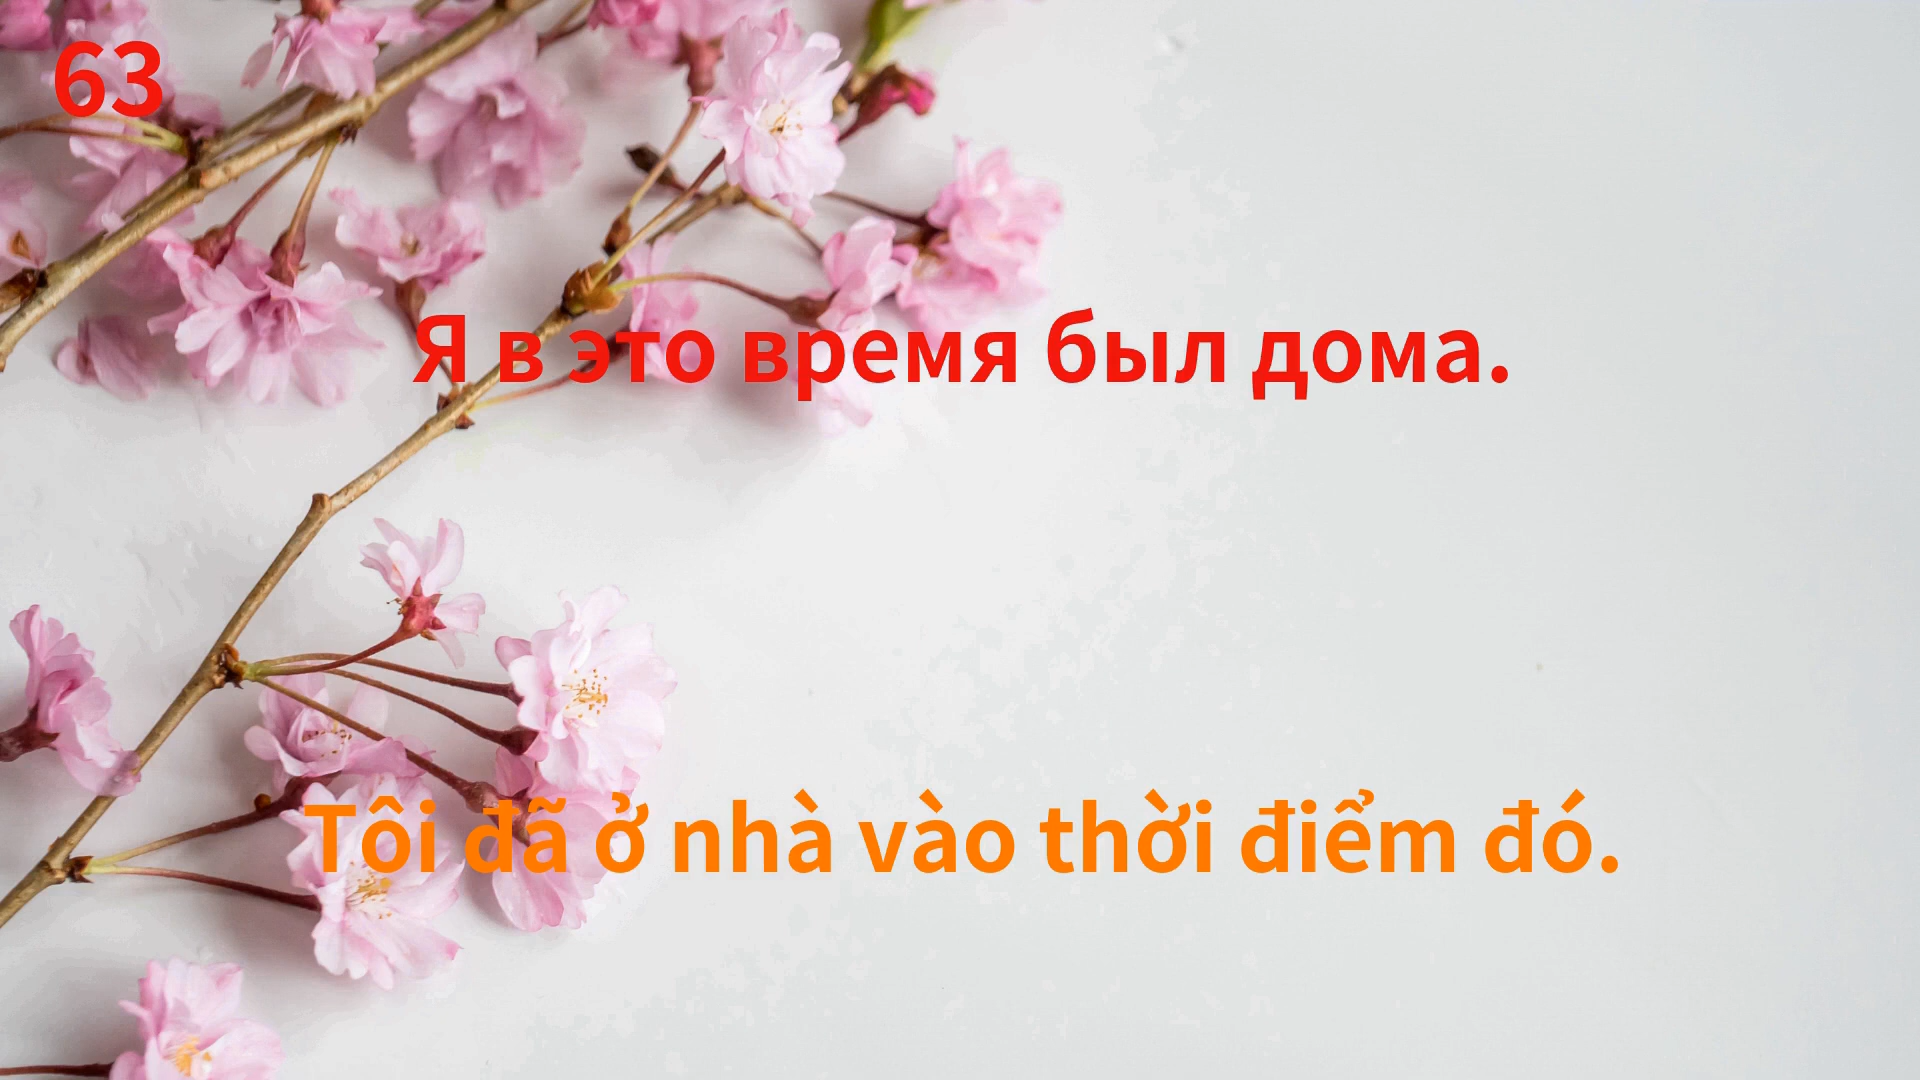 63
Я в это время был дома.
Tôi đã ở nhà vào thời điểm đó.